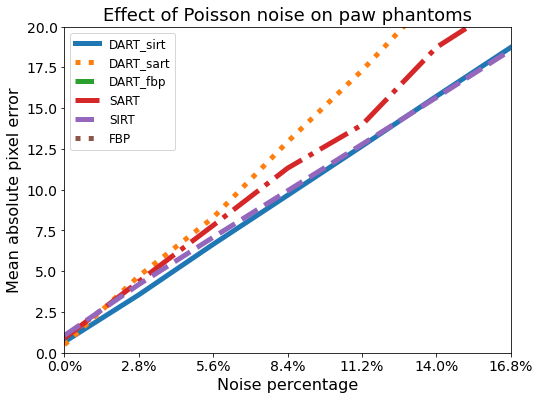 Effect of Poisson noise on paw phantoms
DART_sirt
DART_sart
DART_fbp
SART
SIRT
FBP
Mean absolute pixel error
20.0
17.5
15.0
12.5
10.0
7.5
5.0
2.5
0.0
0.0% 2.8% 5.6% 8.4% 11.2% 14.0% 16.8%
Noise percentage